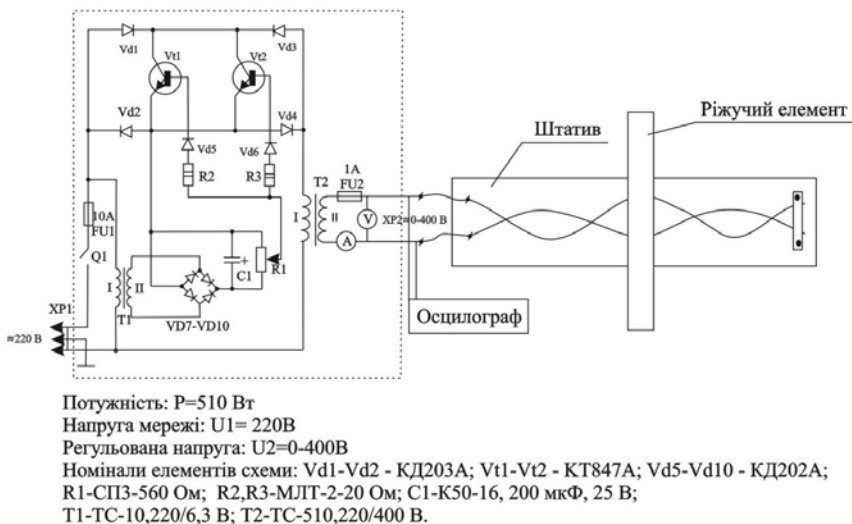 Vd1
Vd3
Vt1
Vt2
Vd2
Vd4
Vd5
Vd6
R2
R3
T2
1А
FU2
I
II
V
A
XP2≈0-400 В
Штатив
Ріжучий елемент
10А
FU1
Q1
I
II
T1
+
C1
R1
VD7-VD10
XP1
≈220 В
Осцилограф
Потужність: Р=510 Вт
Напруга мережі: U1= 220В
Регульована напруга: U2=0-400В
Номінали елементів схеми: Vd1-Vd2 - КД203А; Vt1-Vt2 - КТ847А; Vd5-Vd10 - КД202А;
R1-СП3-560 Ом; R2,R3-МЛТ-2-20 Ом; С1-К50-16, 200 мкФ, 25 В;
Т1-ТС-10,220/6,3 В; Т2-ТС-510,220/400 В.